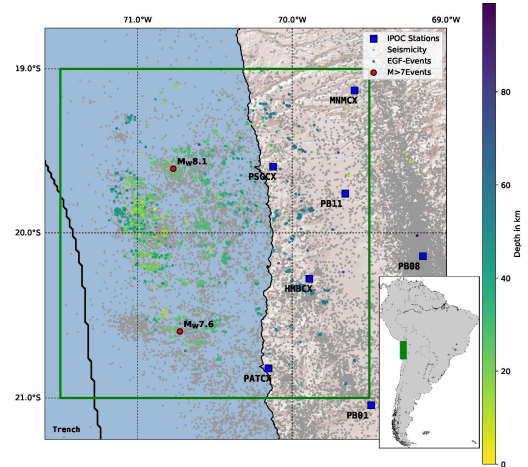 71.0°W
70.0°W
69.0°W
19.0°S
20.0°S
21.0°S
IPOC Stations
Seismicity
EGF-Events
M>7Events
MNMCX
Mw8.1
PSGCX
PB11
PB08
HMBCX
Mw7.6
PATCX
PB01
Trench
80
60
40
20
0
Depth in km